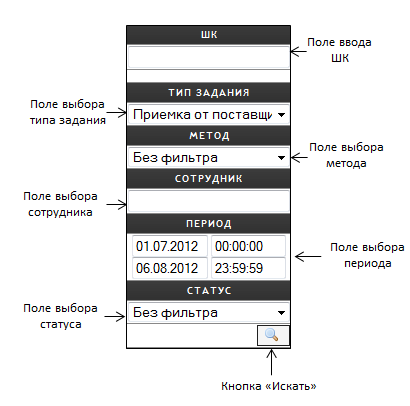 ШК
Поле ввода
ШК
ТИП ЗАДАНИЯ
Поле выбора
типа задания
Приемка от поставщи
МЕТОД
Без фильтра
Поле выбора
метода
СОТРУДНИК
Поле выбора
сотрудника
ПЕРИОД
01.07.2012 00:00:00
06.08.2012 23:59:59
Поле выбора
периода
СТАТУС
Поле выбора
статуса
Без фильтра
Кнопка «Искать»